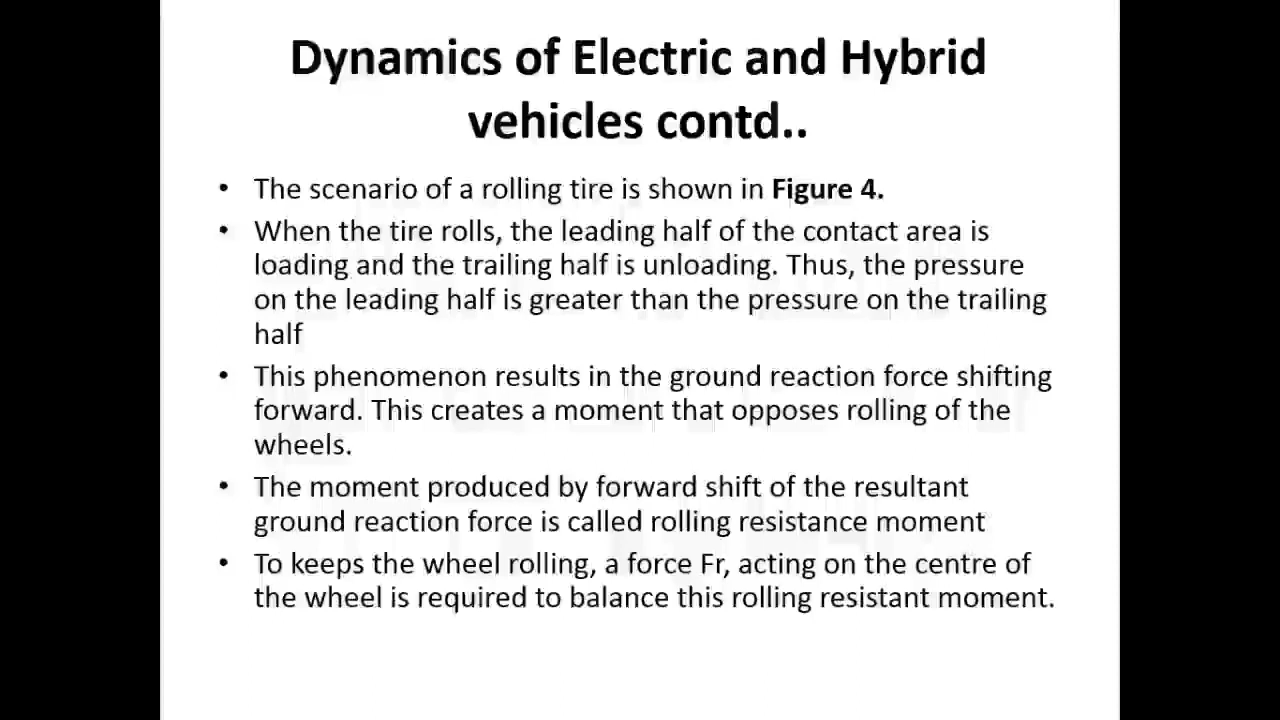 Dynamics of Electric and Hybrid
vehicles contd..
• The scenario of a rolling tire is shown in Figure 4.
• When the tire rolls, the leading half of the contact area is
loading and the trailing half is unloading. Thus, the pressure
on the leading half is greater than the pressure on the trailing
half
• This phenomenon results in the ground reaction force shifting
forward. This creates a moment that opposes rolling of the
wheels.
• The moment produced by forward shift of the resultant
ground reaction force is called rolling resistance moment
• To keeps the wheel rolling, a force Fr, acting on the centre of
the wheel is required to balance this rolling resistant moment.